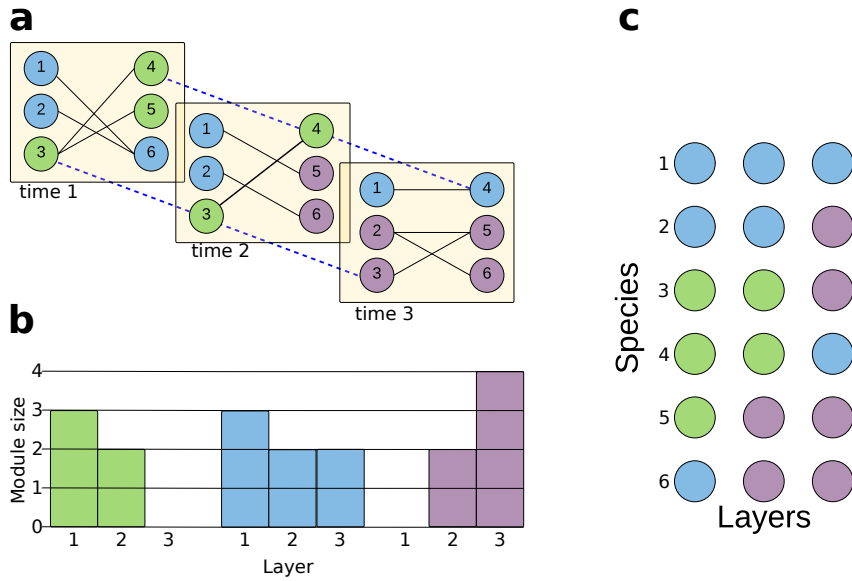 a
1 4
2 5
3 6
time 1
1 4
2 5
3 6
time 2
1 4
2 5
3 6
time 3
b
Module size
4
3
2
1
0
1 2 3 1 2 3 1 2 3
Layer
c
Species
1
2
3
4
5
6
Layers